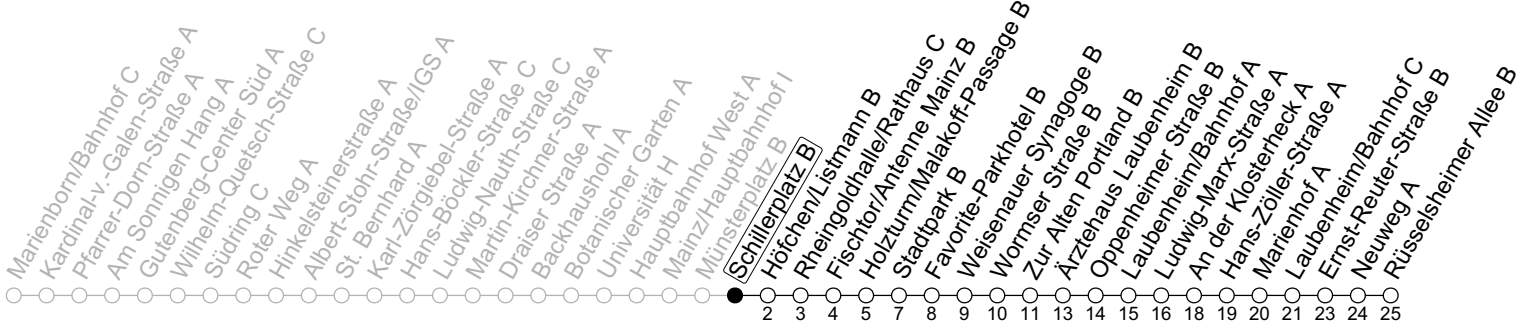 Marienborn/Bahnhof C
Kardinal-v.-Galen-Straße A
Pfarrer-Dorn-Straße A
Am Sonnigen Hang A
Gutenberg-Center Süd A
Wilhelm-Quetsch-Straße C
Südring C
Roter Weg A
Hinkelsteinerstraße A
Albert-Stohr-Straße/IGS A
St. Bernhard A
Karl-Zörgiebel-Straße A
Hans-Böckler-Straße C
Ludwig-Nauth-Straße C
Martin-Kirchner-Straße A
Draiser Straße A
Backhaushohl A
Botanischer Garten A
Universität H
Hauptbahnhof West A
Mainz/Hauptbahnhof I
Münsterplatz B
Schillerplatz B
Höfchen/Listmann B
Rheingoldhalle/Rathaus C
Fischtor/Antenne Mainz B
Holzturm/Malakoff-Passage B
Stadtpark B
Favorite-Parkhotel B
Weisenauer Synagoge B
Wormser Straße B
Zur Alten Portland B
Ärztehaus Laubenheim B
Oppenheimer Straße B
Laubenheim/Bahnhof A
Ludwig-Marx-Straße A
An der Klosterheck A
Hans-Zöller-Straße A
Marienhof A
Laubenheim/Bahnhof C
Ernst-Reuter-Straße B
Neuweg A
Rüsselsheimer Allee B
2 3 4 5 7 8 9 10 11 13 14 15 16 18 19 20 21 23 24 25